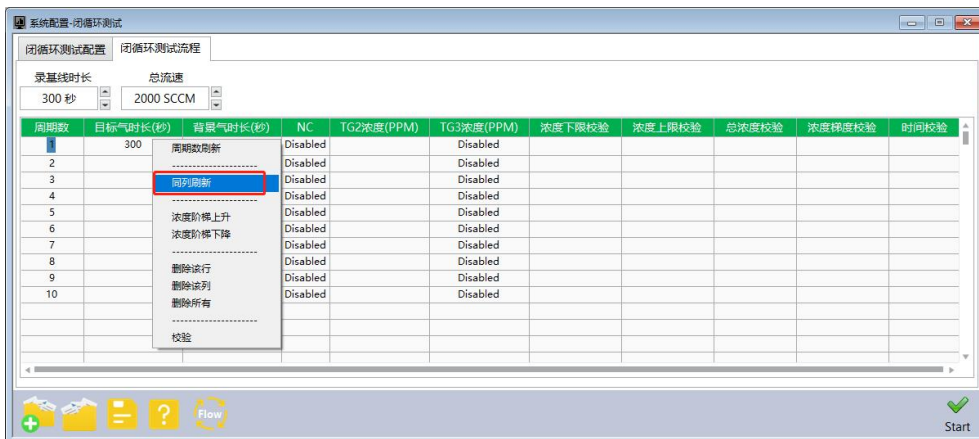 系统配置-闭循环测试
闭循环测试配置 闭循环测试流程
录基线时长 总流速
300 秒 2000 SCCM
周期数 目标气时长(秒) 背景气时长(秒) NC TG2浓度(PPM) TG3浓度(PPM) 浓度下限校验 浓度上限校验 总浓度校验 浓度梯度校验 时间校验
1 300 Disabled Disabled
2 Disabled Disabled
3 Disabled Disabled
4 Disabled Disabled
5 Disabled Disabled
6 Disabled Disabled
7 Disabled Disabled
8 Disabled Disabled
9 Disabled Disabled
10 Disabled Disabled
周期数刷新
---------------------
同列刷新
---------------------
浓度阶梯上升
浓度阶梯下降
---------------------
删除该行
删除该列
删除所有
---------------------
校验
Flow
Start